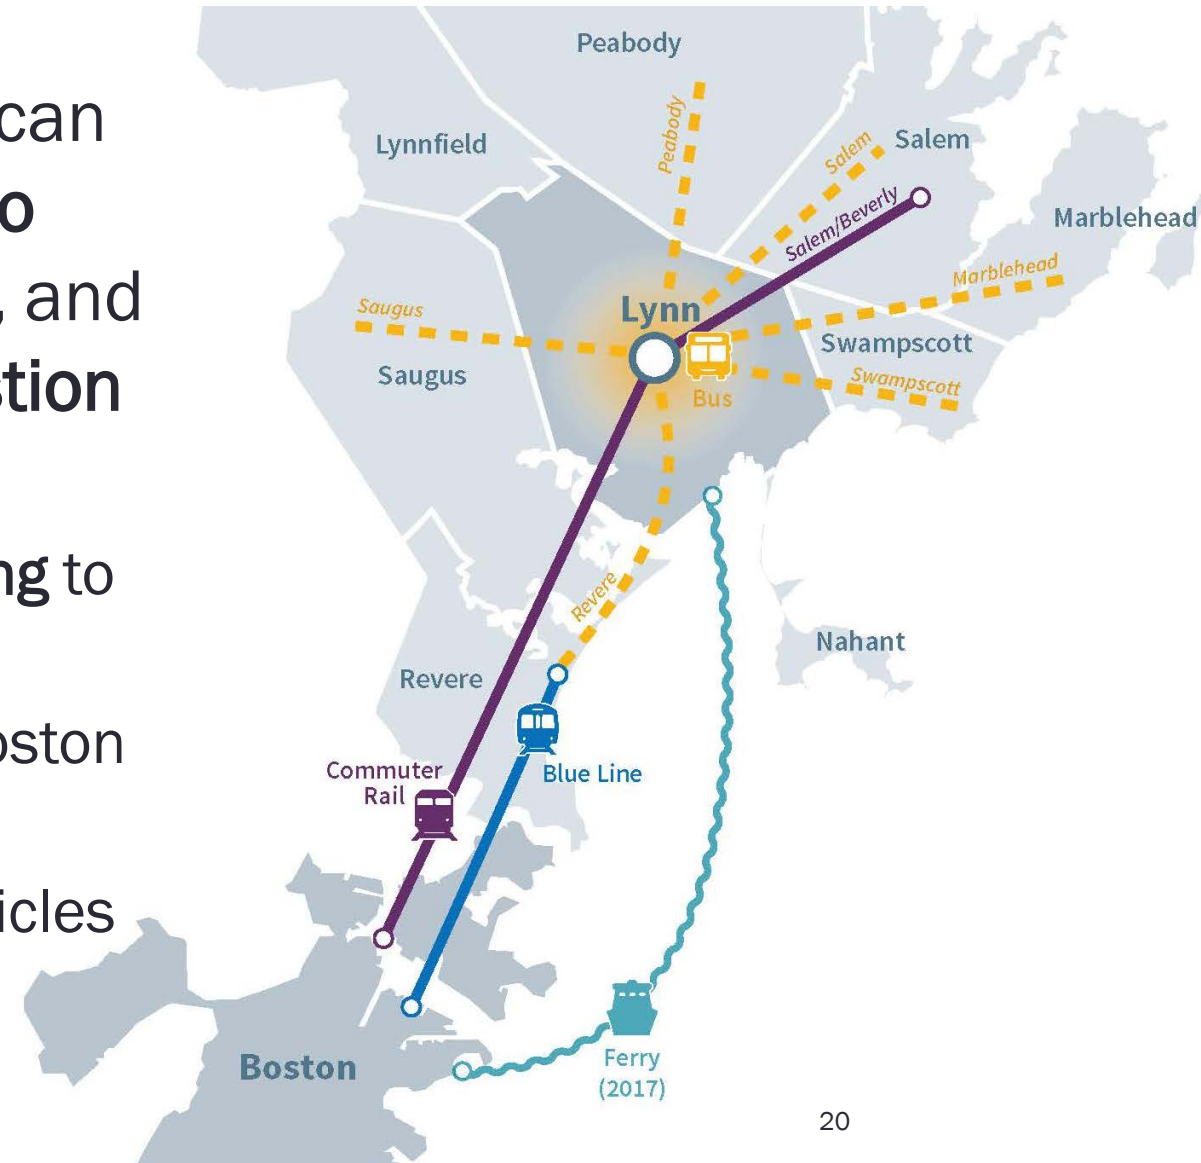 can
o
, and
stion
ng to
oston
icles
Peabody
Peabody
Lynnfield
Salem
Salem
Salem/Beverly
Marblehead
Marblehead
Saugus
Lynn
Swampscott
Saugus
Bus
Swampscott
Revere
Nahant
Revere
Commuter
Rail
Blue Line
Boston
Ferry
(2017)
20